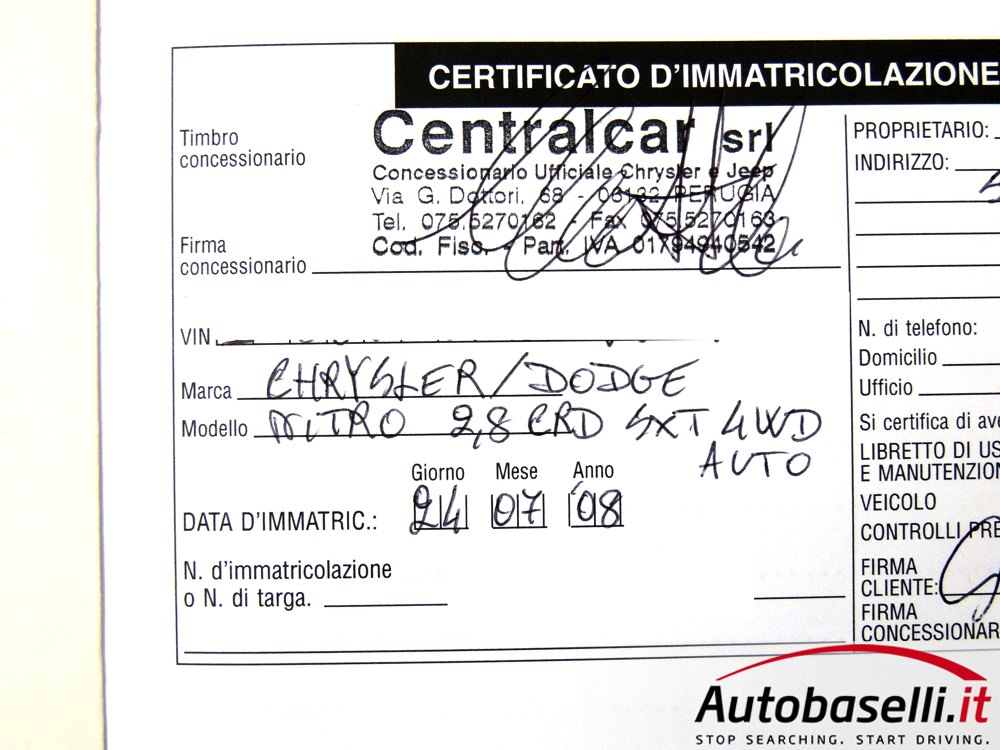 CERTIFICATO D'IMMATRICOLAZIONE
Timbro
concessionario
Centralcar srl
Concessionario Ufficiale Chrysler e Jeep
Via G. Dottori, 68 - 06132 PERUGIA
Tel. 075.5270162 - Fax 075.5270163
Cod. Fisc. - Part. IVA 01794940542
Firma
concessionario
VIN
Marca CHRYSLER/DODGE
Modello NITRO 2,8 CRD SXT 4WD
AUTO
Giorno Mese Anno
DATA D'IMMATRIC.: 24 07 '08
N. d'immatricolazione
o N. di targa.
PROPRIETARIO:
INDIRIZZO:
N. di telefono:
Domicilio
Ufficio
Si certifica di ave
LIBRETTO DI US
E MANUTENZION
VEICOLO
CONTROLLI PRE
FIRMA
CLIENTE:
FIRMA
CONCESSIONAR
Autobaselli.it
STOP SEARCHING. START DRIVING.